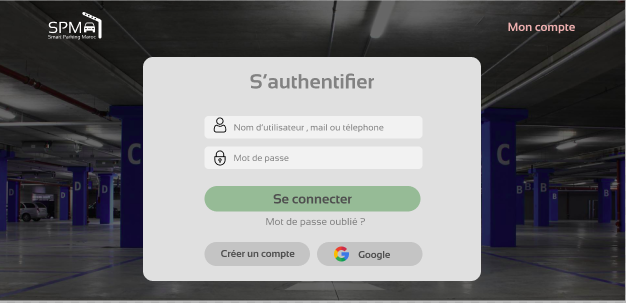 SPM
Smart Parking Maroc
Mon compte
S'authentifier
Nom d'utilisateur , mail ou télephone
Mot de passe
Se connecter
Mot de passe oublié ?
Créer un compte
Google
C
C
D
D
D
B
B
B